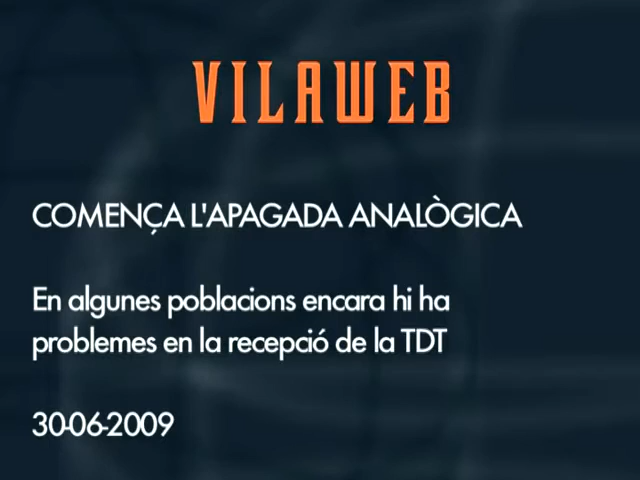 VILAWEB
COMENÇA L'APAGADA ANALÒGICA
En algunes poblacions encara hi ha
problemes en la recepció de la TDT
30-06-2009